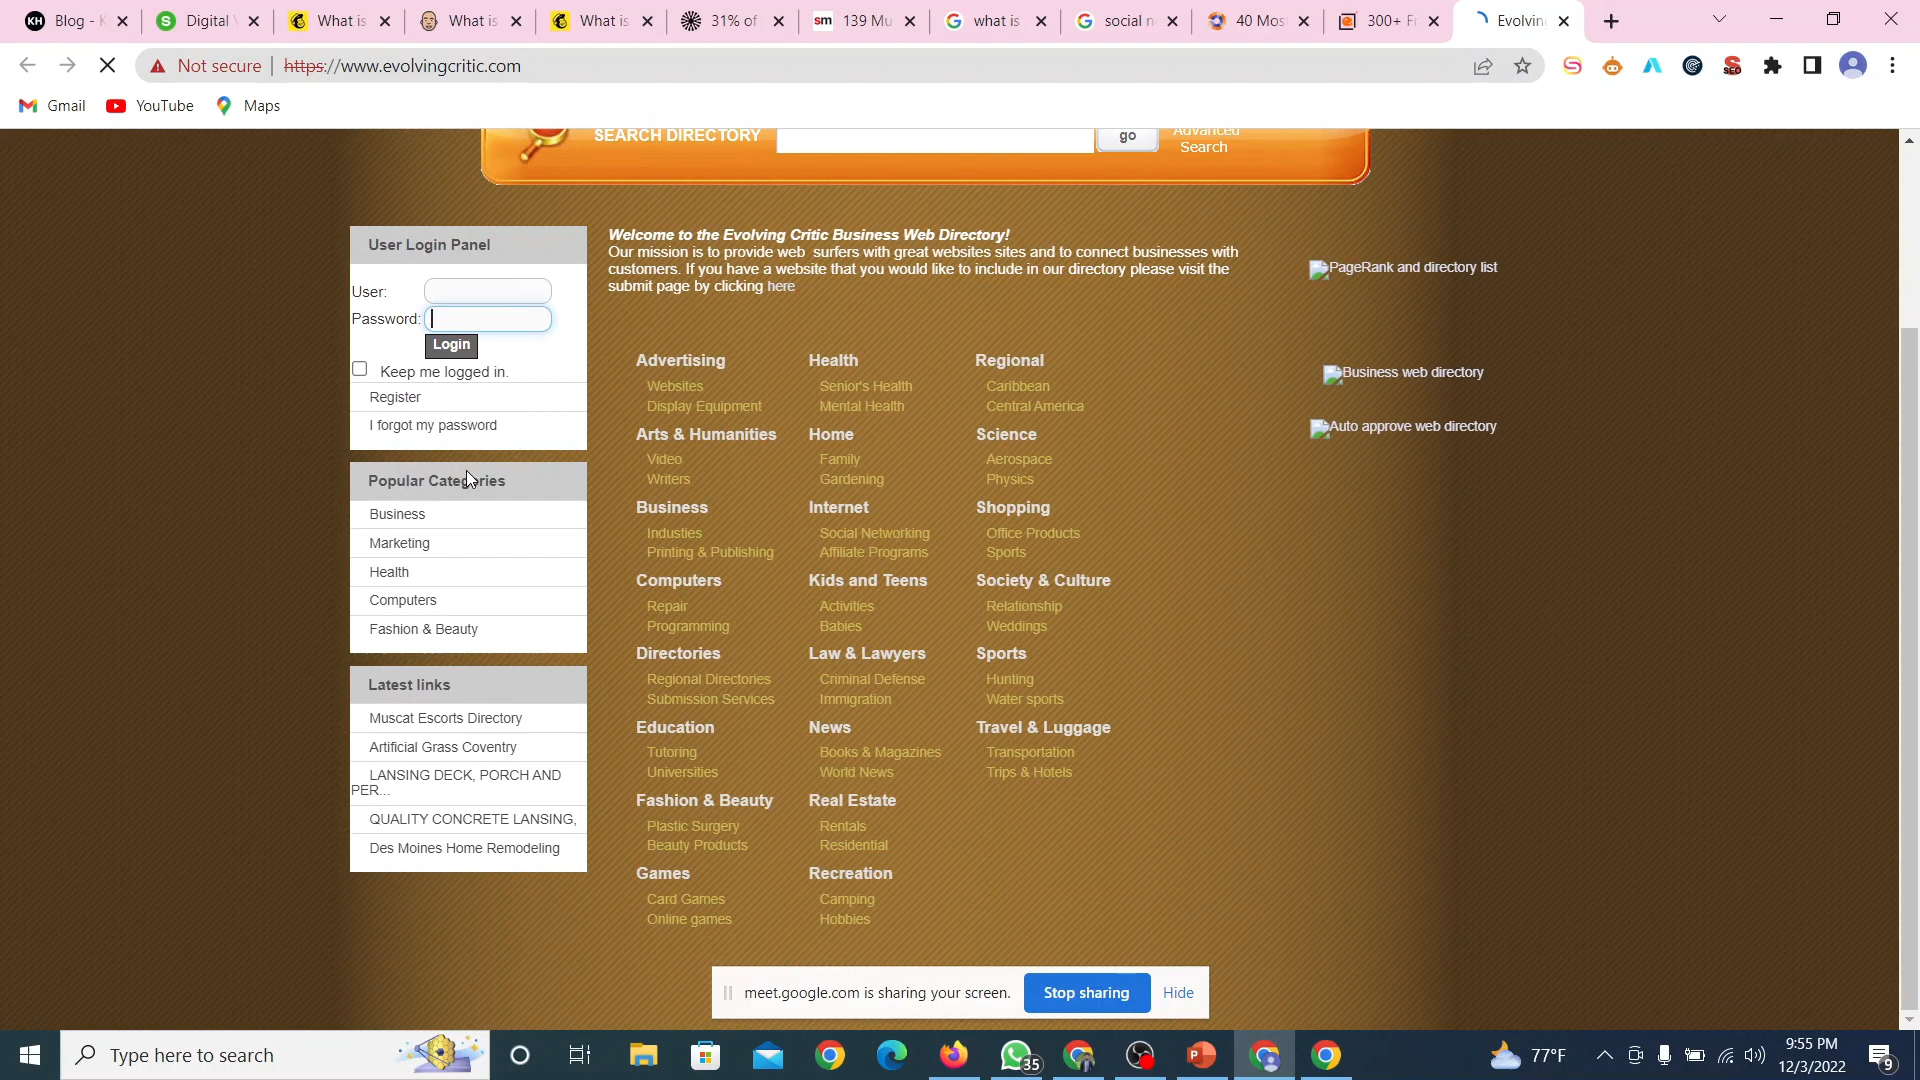 Blog - K
Digital
What is
What is
What is
31% of
139 Mu
what is
social n
40 Mos
300+ Fr
Evolvin
Not secure
https://www.evolvingcritic.com
Gmail
YouTube
Maps
SEARCH DIRECTORY
go
Advanced
Search
User Login Panel
User:
Password:
Login
Keep me logged in.
Register
I forgot my password
Popular Categories
Business
Marketing
Health
Computers
Fashion & Beauty
Latest links
Muscat Escorts Directory
Artificial Grass Coventry
LANSING DECK, PORCH AND
PER...
QUALITY CONCRETE LANSING,
Des Moines Home Remodeling
Welcome to the Evolving Critic Business Web Directory!
Our mission is to provide web surfers with great websites sites and to connect businesses with
customers. If you have a website that you would like to include in our directory please visit the
submit page by clicking here
Advertising
Websites
Display Equipment
Arts & Humanities
Video
Writers
Business
Industies
Printing & Publishing
Computers
Repair
Programming
Directories
Regional Directories
Submission Services
Education
Tutoring
Universities
Fashion & Beauty
Plastic Surgery
Beauty Products
Games
Card Games
Online games
Health
Senior's Health
Mental Health
Home
Family
Gardening
Internet
Social Networking
Affiliate Programs
Kids and Teens
Activities
Babies
Law & Lawyers
Criminal Defense
Immigration
News
Books & Magazines
World News
Real Estate
Rentals
Residential
Recreation
Camping
Hobbies
Regional
Caribbean
Central America
Science
Aerospace
Physics
Shopping
Office Products
Sports
Society & Culture
Relationship
Weddings
Sports
Hunting
Water sports
Travel & Luggage
Transportation
Trips & Hotels
PageRank and directory list
Business web directory
Auto approve web directory
meet.google.com is sharing your screen.
Stop sharing
Hide
Type here to search
35
77°F
9:55 PM
12/3/2022
9